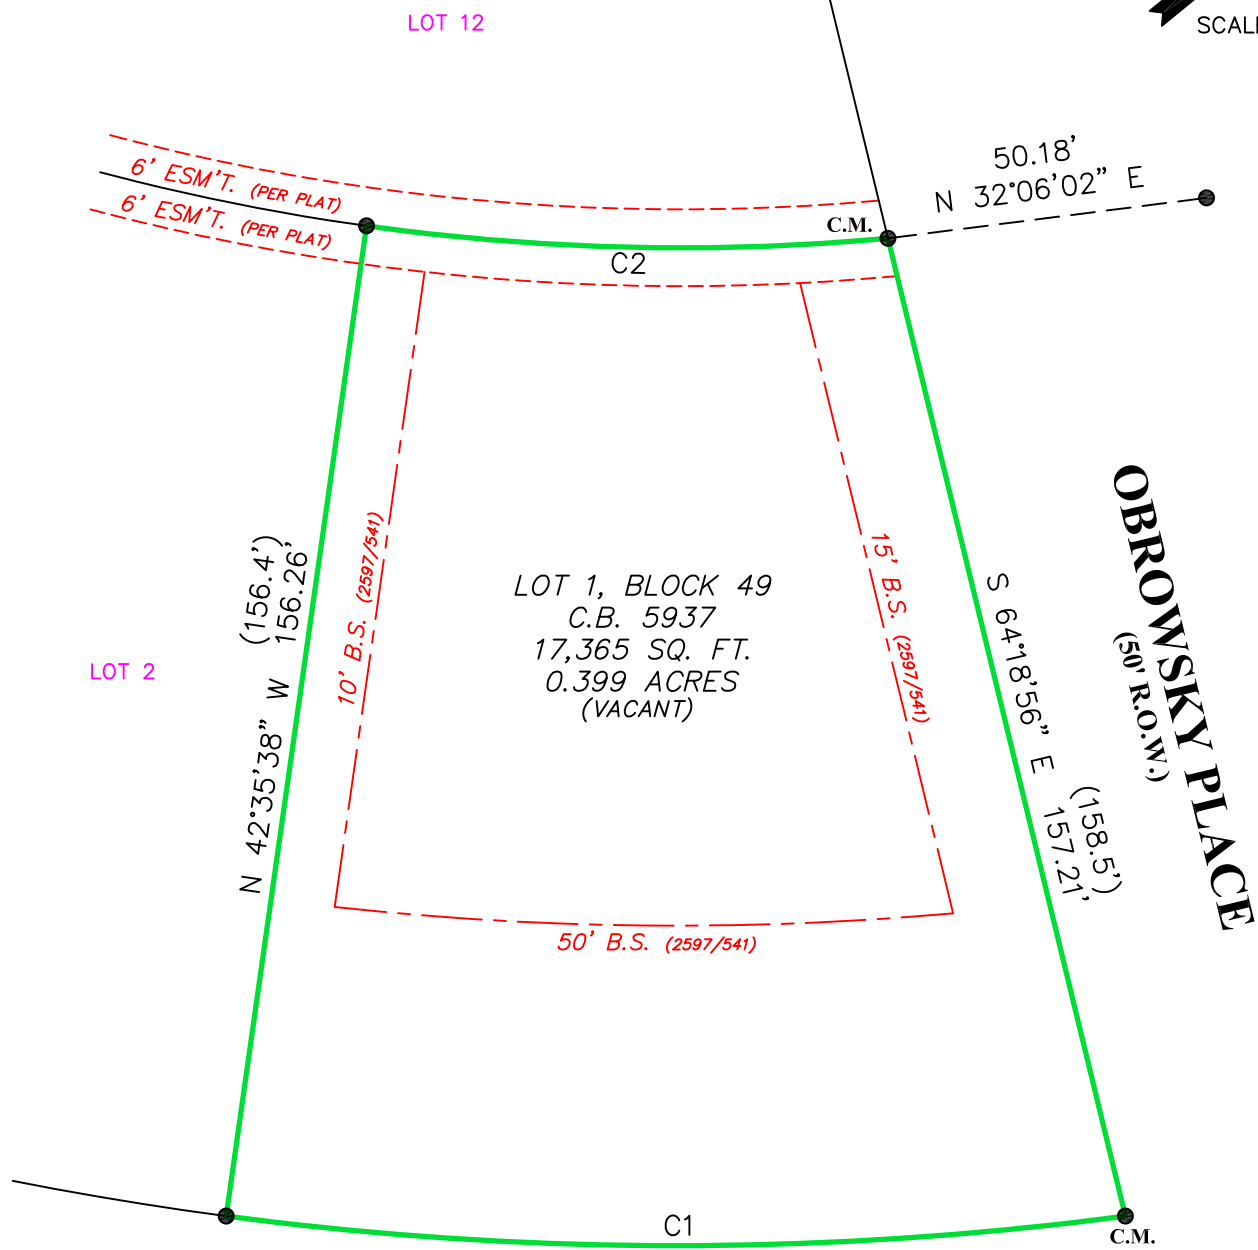 LOT 12
SCALE
50.18'
N 32°06'02" E
6' ESM'T. (PER PLAT)
6' ESM'T. (PER PLAT)
C.M.
C2
LOT 2
N 42°35'38" W (156.4')
156.26'
10' B.S. (2597/541)
LOT 1, BLOCK 49
C.B. 5937
17,365 SQ. FT.
0.399 ACRES
(VACANT)
15' B.S. (2597/541)
S 64°18'56" E (158.5')
157.21'
OBROWSKY PLACE
(50' R.O.W.)
50' B.S. (2597/541)
C1
C.M.